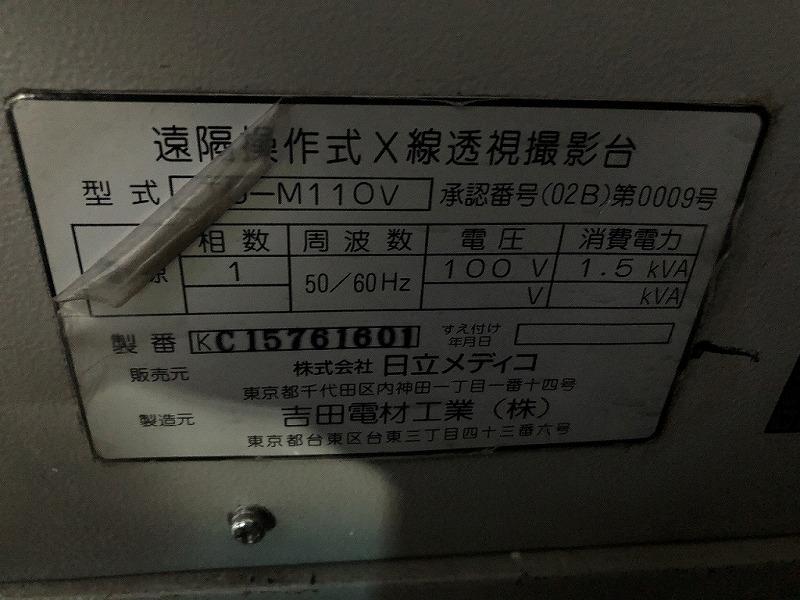 遠隔操作式X線透視撮影台
型式 -M110V 承認番号(02B)第0009号
相数 周波数 電圧 消費電力
1 50/60Hz 100 V 1.5 kVA
V kVA
製番 KC15761601 すえ付け年月日
販売元 株式会社 日立メディコ
東京都千代田区内神田一丁目一番十四号
製造元 吉田電材工業(株)
東京都台東区台東三丁目四十三番六号